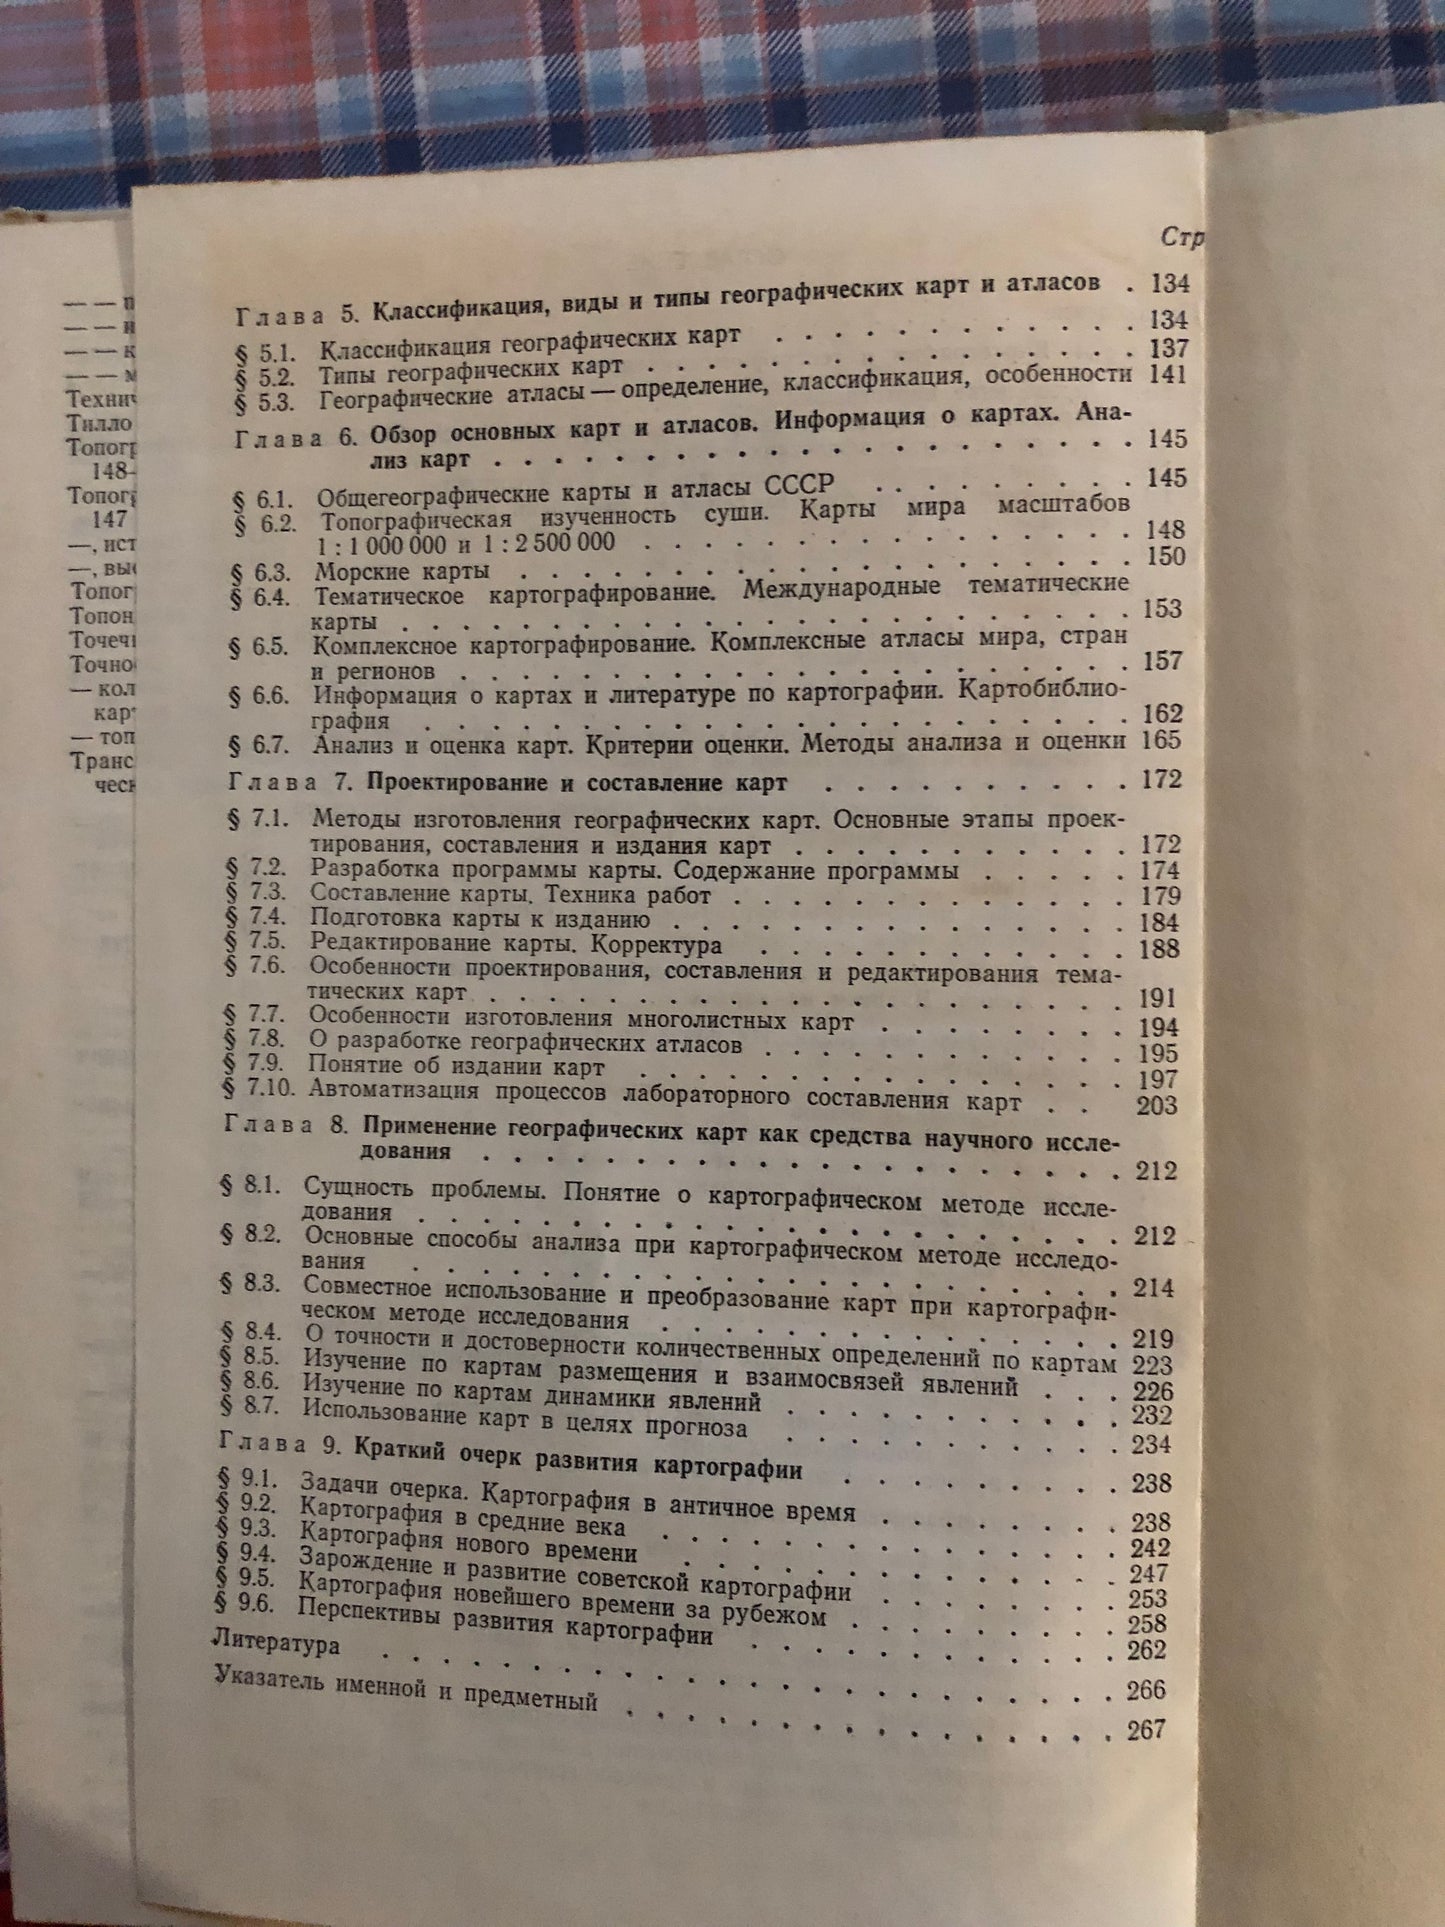 — — п
— — и
— — к
— — м
Технич
Тилло
Топогр
148-
Топогр
147
—, ист
—, выс
Топог
Топон
Точечн
Точно
— кол
кар
— топ
Транс
ческ
Стр
Глава 5. Классификация, виды и типы географических карт и атласов . 134
§ 5.1. Классификация географических карт . . . . . . . . . . . . 134
§ 5.2. Типы географических карт . . . . . . . . . . . . . . . . 137
§ 5.3. Географические атласы — определение, классификация, особенности 141
Глава 6. Обзор основных карт и атласов. Информация о картах. Ана-
лиз карт . . . . . . . . . . . . . . . . . . . . . 145
§ 6.1. Общегеографические карты и атласы СССР . . . . . . . . . 145
§ 6.2. Топографическая изученность суши. Карты мира масштабов
1 : 1 000 000 и 1 : 2 500 000 . . . . . . . . . . . . . . . . 148
§ 6.3. Морские карты . . . . . . . . . . . . . . . . . . . . 150
§ 6.4. Тематическое картографирование. Международные тематические
карты . . . . . . . . . . . . . . . . . . . . . . . . 153
§ 6.5. Комплексное картографирование. Комплексные атласы мира, стран
и регионов . . . . . . . . . . . . . . . . . . . . . . 157
§ 6.6. Информация о картах и литературе по картографии. Картобиблио-
графия . . . . . . . . . . . . . . . . . . . . . . . 162
§ 6.7. Анализ и оценка карт. Критерии оценки. Методы анализа и оценки 165
Глава 7. Проектирование и составление карт . . . . . . . . . . 172
§ 7.1. Методы изготовления географических карт. Основные этапы проек-
тирования, составления и издания карт . . . . . . . . . . . 172
§ 7.2. Разработка программы карты. Содержание программы . . . . . 174
§ 7.3. Составление карты. Техника работ . . . . . . . . . . . . . 179
§ 7.4. Подготовка карты к изданию . . . . . . . . . . . . . . . 184
§ 7.5. Редактирование карты. Корректура . . . . . . . . . . . . 188
§ 7.6. Особенности проектирования, составления и редактирования тема-
тических карт . . . . . . . . . . . . . . . . . . . . . 191
§ 7.7. Особенности изготовления многолистных карт . . . . . . . . 194
§ 7.8. О разработке географических атласов . . . . . . . . . . . . 195
§ 7.9. Понятие об издании карт . . . . . . . . . . . . . . . . 197
§ 7.10. Автоматизация процессов лабораторного составления карт . . 203
Глава 8. Применение географических карт как средства научного иссле-
дования . . . . . . . . . . . . . . . . . . . . . 212
§ 8.1. Сущность проблемы. Понятие о картографическом методе иссле-
дования . . . . . . . . . . . . . . . . . . . . . . . 212
§ 8.2. Основные способы анализа при картографическом методе исследо-
вания . . . . . . . . . . . . . . . . . . . . . . . 214
§ 8.3. Совместное использование и преобразование карт при картографи-
ческом методе исследования . . . . . . . . . . . . . . . 219
§ 8.4. О точности и достоверности количественных определений по картам 223
§ 8.5. Изучение по картам размещения и взаимосвязей явлений . . . 226
§ 8.6. Изучение по картам динамики явлений . . . . . . . . . . . 232
§ 8.7. Использование карт в целях прогноза . . . . . . . . . . . 234
Глава 9. Краткий очерк развития картографии . . . . . . . . . 238
§ 9.1. Задачи очерка. Картография в античное время . . . . . . . . 238
§ 9.2. Картография в средние века . . . . . . . . . . . . . . . 242
§ 9.3. Картография нового времени . . . . . . . . . . . . . . . 247
§ 9.4. Зарождение и развитие советской картографии . . . . . . . . 253
§ 9.5. Картография новейшего времени за рубежом . . . . . . . . . 258
§ 9.6. Перспективы развития картографии . . . . . . . . . . . . 262
Литература . . . . . . . . . . . . . . . . . . . . . . . . 266
Указатель именной и предметный . . . . . . . . . . . . . . . . 267